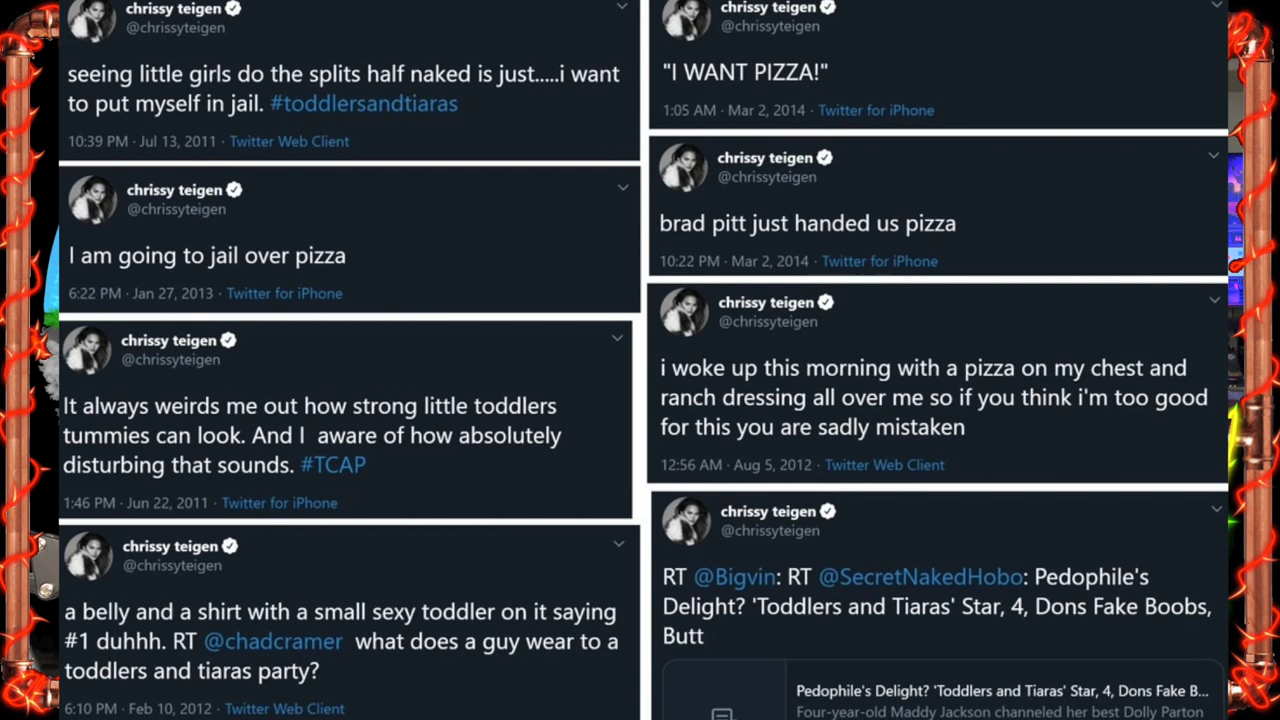 chrissy teigen
@chrissyteigen
seeing little girls do the splits half naked is just.....i want
to put myself in jail. #toddlersandtiaras
10:39 PM · Jul 13, 2011 · Twitter Web Client
chrissy teigen
@chrissyteigen
I am going to jail over pizza
6:22 PM · Jan 27, 2013 · Twitter for iPhone
chrissy teigen
@chrissyteigen
It always weirds me out how strong little toddlers
tummies can look. And I aware of how absolutely
disturbing that sounds. #TCAP
1:46 PM · Jun 22, 2011 · Twitter for iPhone
chrissy teigen
@chrissyteigen
a belly and a shirt with a small sexy toddler on it saying
#1 duhhh. RT @chadcramer what does a guy wear to a
toddlers and tiaras party?
6:10 PM · Feb 10, 2012 · Twitter Web Client
chrissy teigen
@chrissyteigen
"I WANT PIZZA!"
1:05 AM · Mar 2, 2014 · Twitter for iPhone
chrissy teigen
@chrissyteigen
brad pitt just handed us pizza
10:22 PM · Mar 2, 2014 · Twitter for iPhone
chrissy teigen
@chrissyteigen
i woke up this morning with a pizza on my chest and
ranch dressing all over me so if you think i'm too good
for this you are sadly mistaken
12:56 AM · Aug 5, 2012 · Twitter Web Client
chrissy teigen
@chrissyteigen
RT @Bigvin: RT @SecretNakedHobo: Pedophile's
Delight? 'Toddlers and Tiaras' Star, 4, Dons Fake Boobs,
Butt
Pedophile's Delight? 'Toddlers and Tiaras' Star, 4, Dons Fake B...
Four-year-old Maddy Jackson channeled her best Dolly Parton